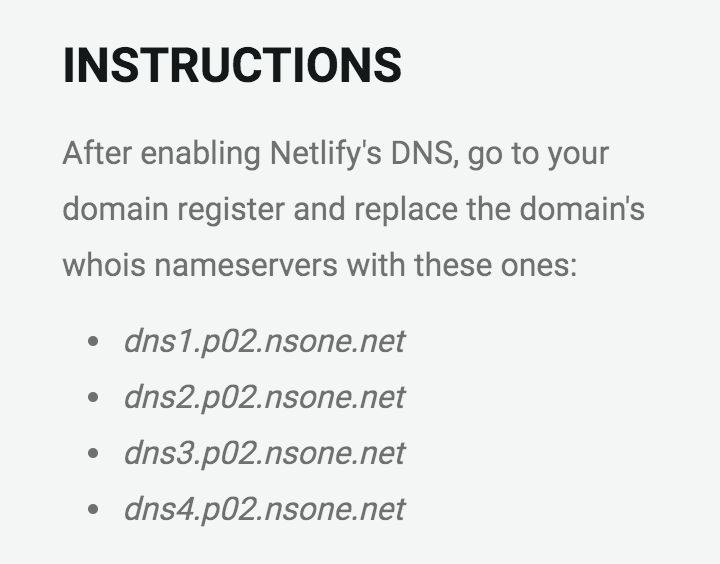 INSTRUCTIONS
After enabling Netlify's DNS, go to your
domain register and replace the domain's
whois nameservers with these ones:
• dns1.p02.nsone.net
• dns2.p02.nsone.net
• dns3.p02.nsone.net
• dns4.p02.nsone.net